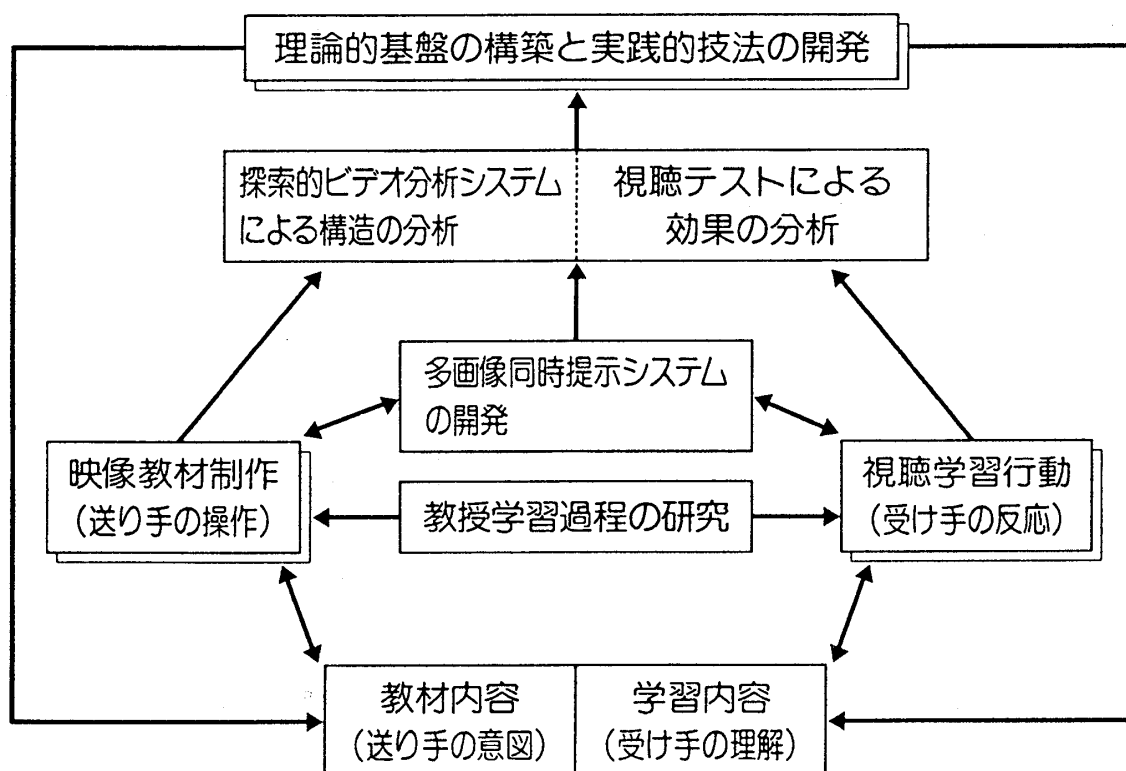 理論的基盤の構築と実践的技法の開発
探索的ビデオ分析システム
による構造の分析
視聴テストによる
効果の分析
多画像同時提示システム
の開発
映像教材制作
(送り手の操作)
教授学習過程の研究
視聴学習行動
(受け手の反応)
教材内容
(送り手の意図)
学習内容
(受け手の理解)